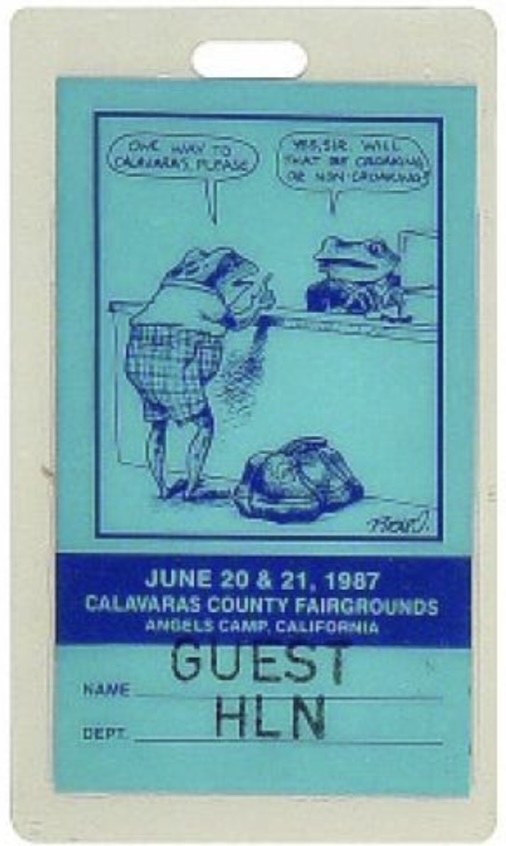 ONE WAY TO
CALAVARAS, PLEASE
YES, SIR. WILL
THAT BE CROAKING
OR NON-CROAKING?
JUNE 20 & 21, 1987
CALAVARAS COUNTY FAIRGROUNDS
ANGELS CAMP, CALIFORNIA
GUEST
NAME
HLN
DEPT.